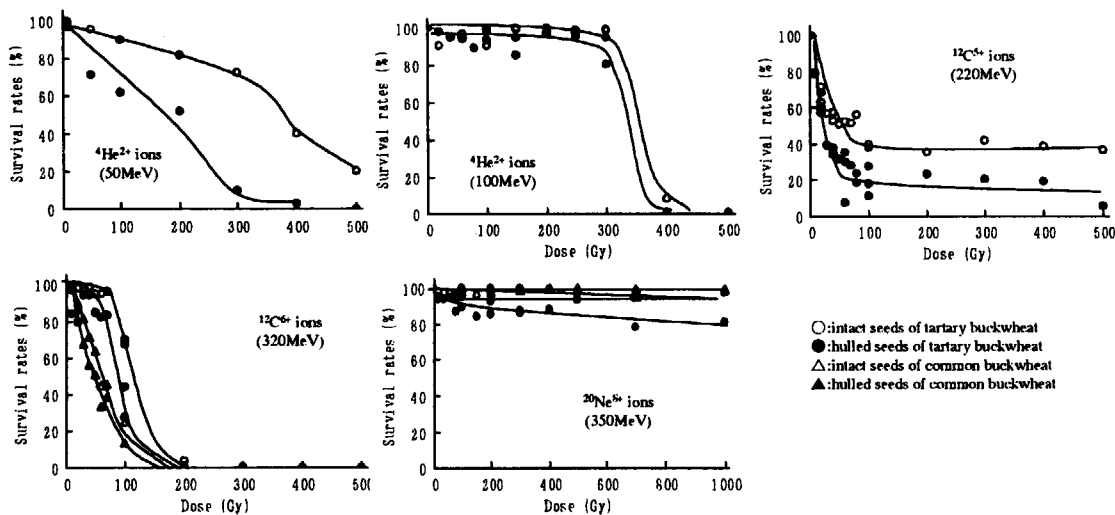 Survival rates (%)
100
80
60
40
20
0
⁴He²⁺ ions
(50MeV)
0 100 200 300 400 500
Dose (Gy)
Survival rates (%)
100
80
60
40
20
0
⁴He²⁺ ions
(100MeV)
0 100 200 300 400 500
Dose (Gy)
Survival rates (%)
100
80
60
40
20
0
¹²C⁵⁺ ions
(220MeV)
0 100 200 300 400 500
Dose (Gy)
Survival rates (%)
100
80
60
40
20
0
¹²C⁶⁺ ions
(320MeV)
0 100 200 300 400 500
Dose (Gy)
Survival rates (%)
100
80
60
40
20
0
²⁰Ne⁸⁺ ions
(350MeV)
0 200 400 600 800 1000
Dose (Gy)
○:intact seeds of tartary buckwheat
●:hulled seeds of tartary buckwheat
△:intact seeds of common buckwheat
▲:hulled seeds of common buckwheat